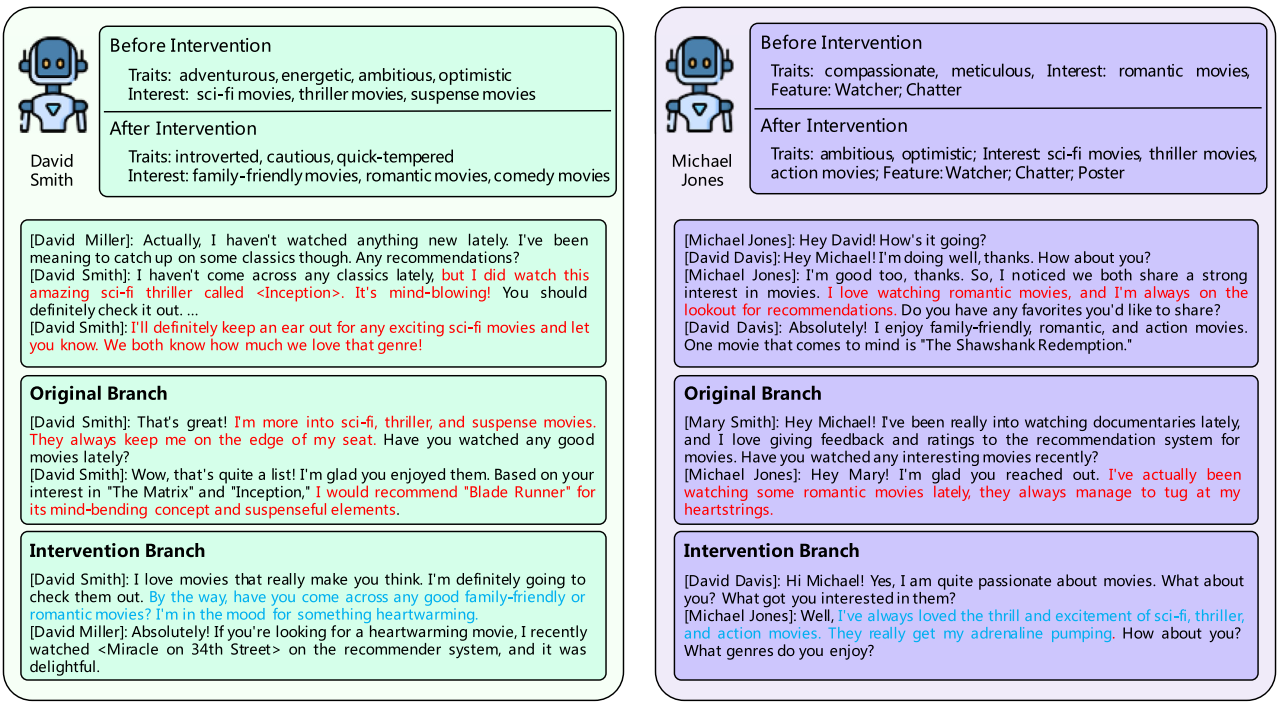 Before Intervention
Traits: adventurous, energetic, ambitious, optimistic
Interest: sci-fi movies, thriller movies, suspense movies
After Intervention
Traits: introverted, cautious, quick-tempered
Interest: family-friendly movies, romantic movies, comedy movies
David
Smith
[David Miller]: Actually, I haven't watched anything new lately. I've been
meaning to catch up on some classics though. Any recommendations?
[David Smith]: I haven't come across any classics lately, but I did watch this
amazing sci-fi thriller called <Inception>. It's mind-blowing! You should
definitely check it out. ...
[David Smith]: I'll definitely keep an ear out for any exciting sci-fi movies and let
you know. We both know how much we love that genre!
Original Branch
[David Smith]: That's great! I'm more into sci-fi, thriller, and suspense movies.
They always keep me on the edge of my seat. Have you watched any good
movies lately?
[David Smith]: Wow, that's quite a list! I'm glad you enjoyed them. Based on your
interest in "The Matrix" and "Inception," I would recommend "Blade Runner" for
its mind-bending concept and suspenseful elements.
Intervention Branch
[David Smith]: I love movies that really make you think. I'm definitely going to
check them out. By the way, have you come across any good family-friendly or
romantic movies? I'm in the mood for something heartwarming.
[David Miller]: Absolutely! If you're looking for a heartwarming movie, I recently
watched <Miracle on 34th Street> on the recommender system, and it was
delightful.
Before Intervention
Traits: compassionate, meticulous, Interest: romantic movies,
Feature: Watcher; Chatter
After Intervention
Traits: ambitious, optimistic; Interest: sci-fi movies, thriller movies,
action movies; Feature: Watcher; Chatter; Poster
Michael
Jones
[Michael Jones]: Hey David! How's it going?
[David Davis]: Hey Michael! I'm doing well, thanks. How about you?
[Michael Jones]: I'm good too, thanks. So, I noticed we both share a strong
interest in movies. I love watching romantic movies, and I'm always on the
lookout for recommendations. Do you have any favorites you'd like to share?
[David Davis]: Absolutely! I enjoy family-friendly, romantic, and action movies.
One movie that comes to mind is "The Shawshank Redemption."
Original Branch
[Mary Smith]: Hey Michael! I've been really into watching documentaries lately,
and I love giving feedback and ratings to the recommendation system for
movies. Have you watched any interesting movies recently?
[Michael Jones]: Hey Mary! I'm glad you reached out. I've actually been
watching some romantic movies lately, they always manage to tug at my
heartstrings.
Intervention Branch
[David Davis]: Hi Michael! Yes, I am quite passionate about movies. What about
you? What got you interested in them?
[Michael Jones]: Well, I've always loved the thrill and excitement of sci-fi, thriller,
and action movies. They really get my adrenaline pumping. How about you?
What genres do you enjoy?